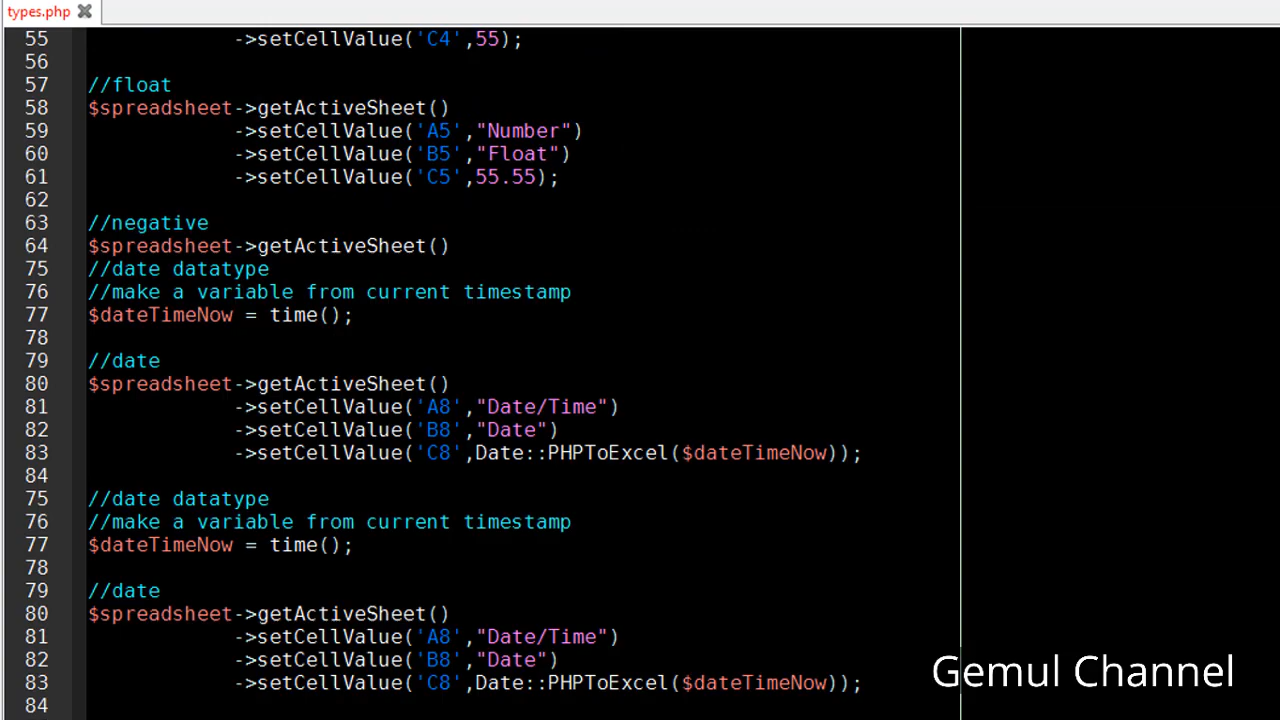 types.php
55 ->setCellValue('C4',55);
56
57 //float
58 $spreadsheet->getActiveSheet()
59 ->setCellValue('A5',"Number")
60 ->setCellValue('B5',"Float")
61 ->setCellValue('C5',55.55);
62
63 //negative
64 $spreadsheet->getActiveSheet()
75 //date datatype
76 //make a variable from current timestamp
77 $dateTimeNow = time();
78
79 //date
80 $spreadsheet->getActiveSheet()
81 ->setCellValue('A8',"Date/Time")
82 ->setCellValue('B8',"Date")
83 ->setCellValue('C8',Date::PHPToExcel($dateTimeNow));
84
75 //date datatype
76 //make a variable from current timestamp
77 $dateTimeNow = time();
78
79 //date
80 $spreadsheet->getActiveSheet()
81 ->setCellValue('A8',"Date/Time")
82 ->setCellValue('B8',"Date")
83 ->setCellValue('C8',Date::PHPToExcel($dateTimeNow));
84
Gemul Channel